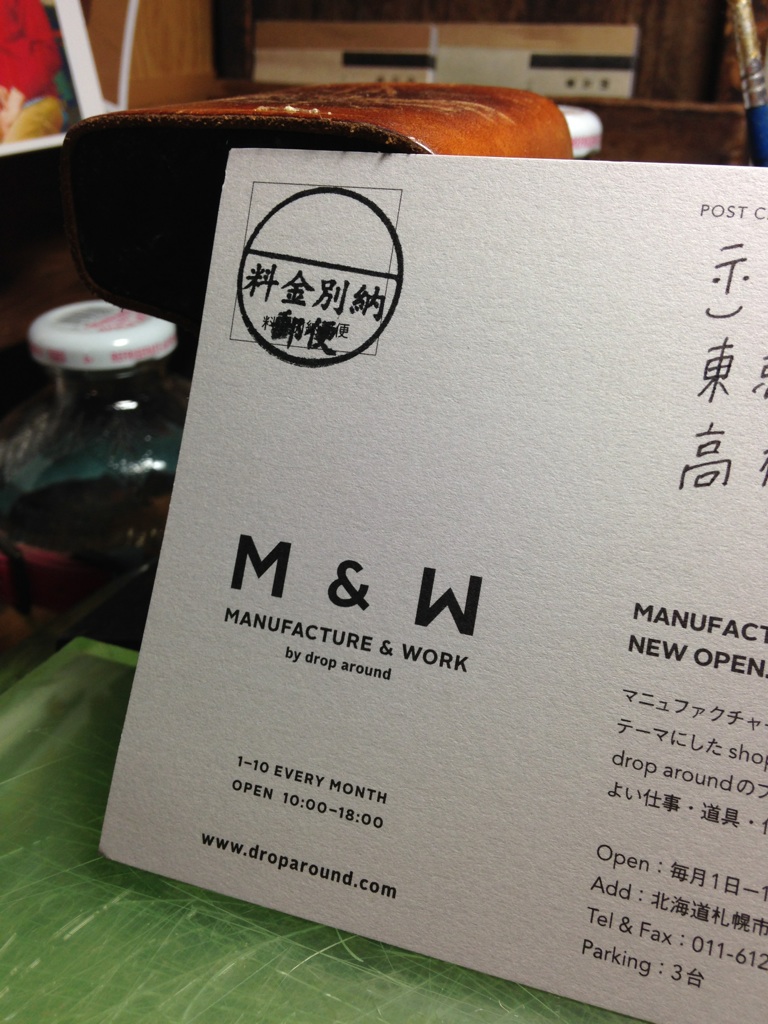 POST C
料金別納
郵便
示し
東
高
M & W
MANUFACTURE & WORK
by drop around
1-10 EVERY MONTH
OPEN 10:00-18:00
www.droparound.com
MANUFACT
NEW OPEN.
マニュファクチャー
テーマにした shop
drop aroundのフ
よい仕事・道具・
Open：毎月1日ー1
Add：北海道札幌市
Tel & Fax：011-612
Parking：3台